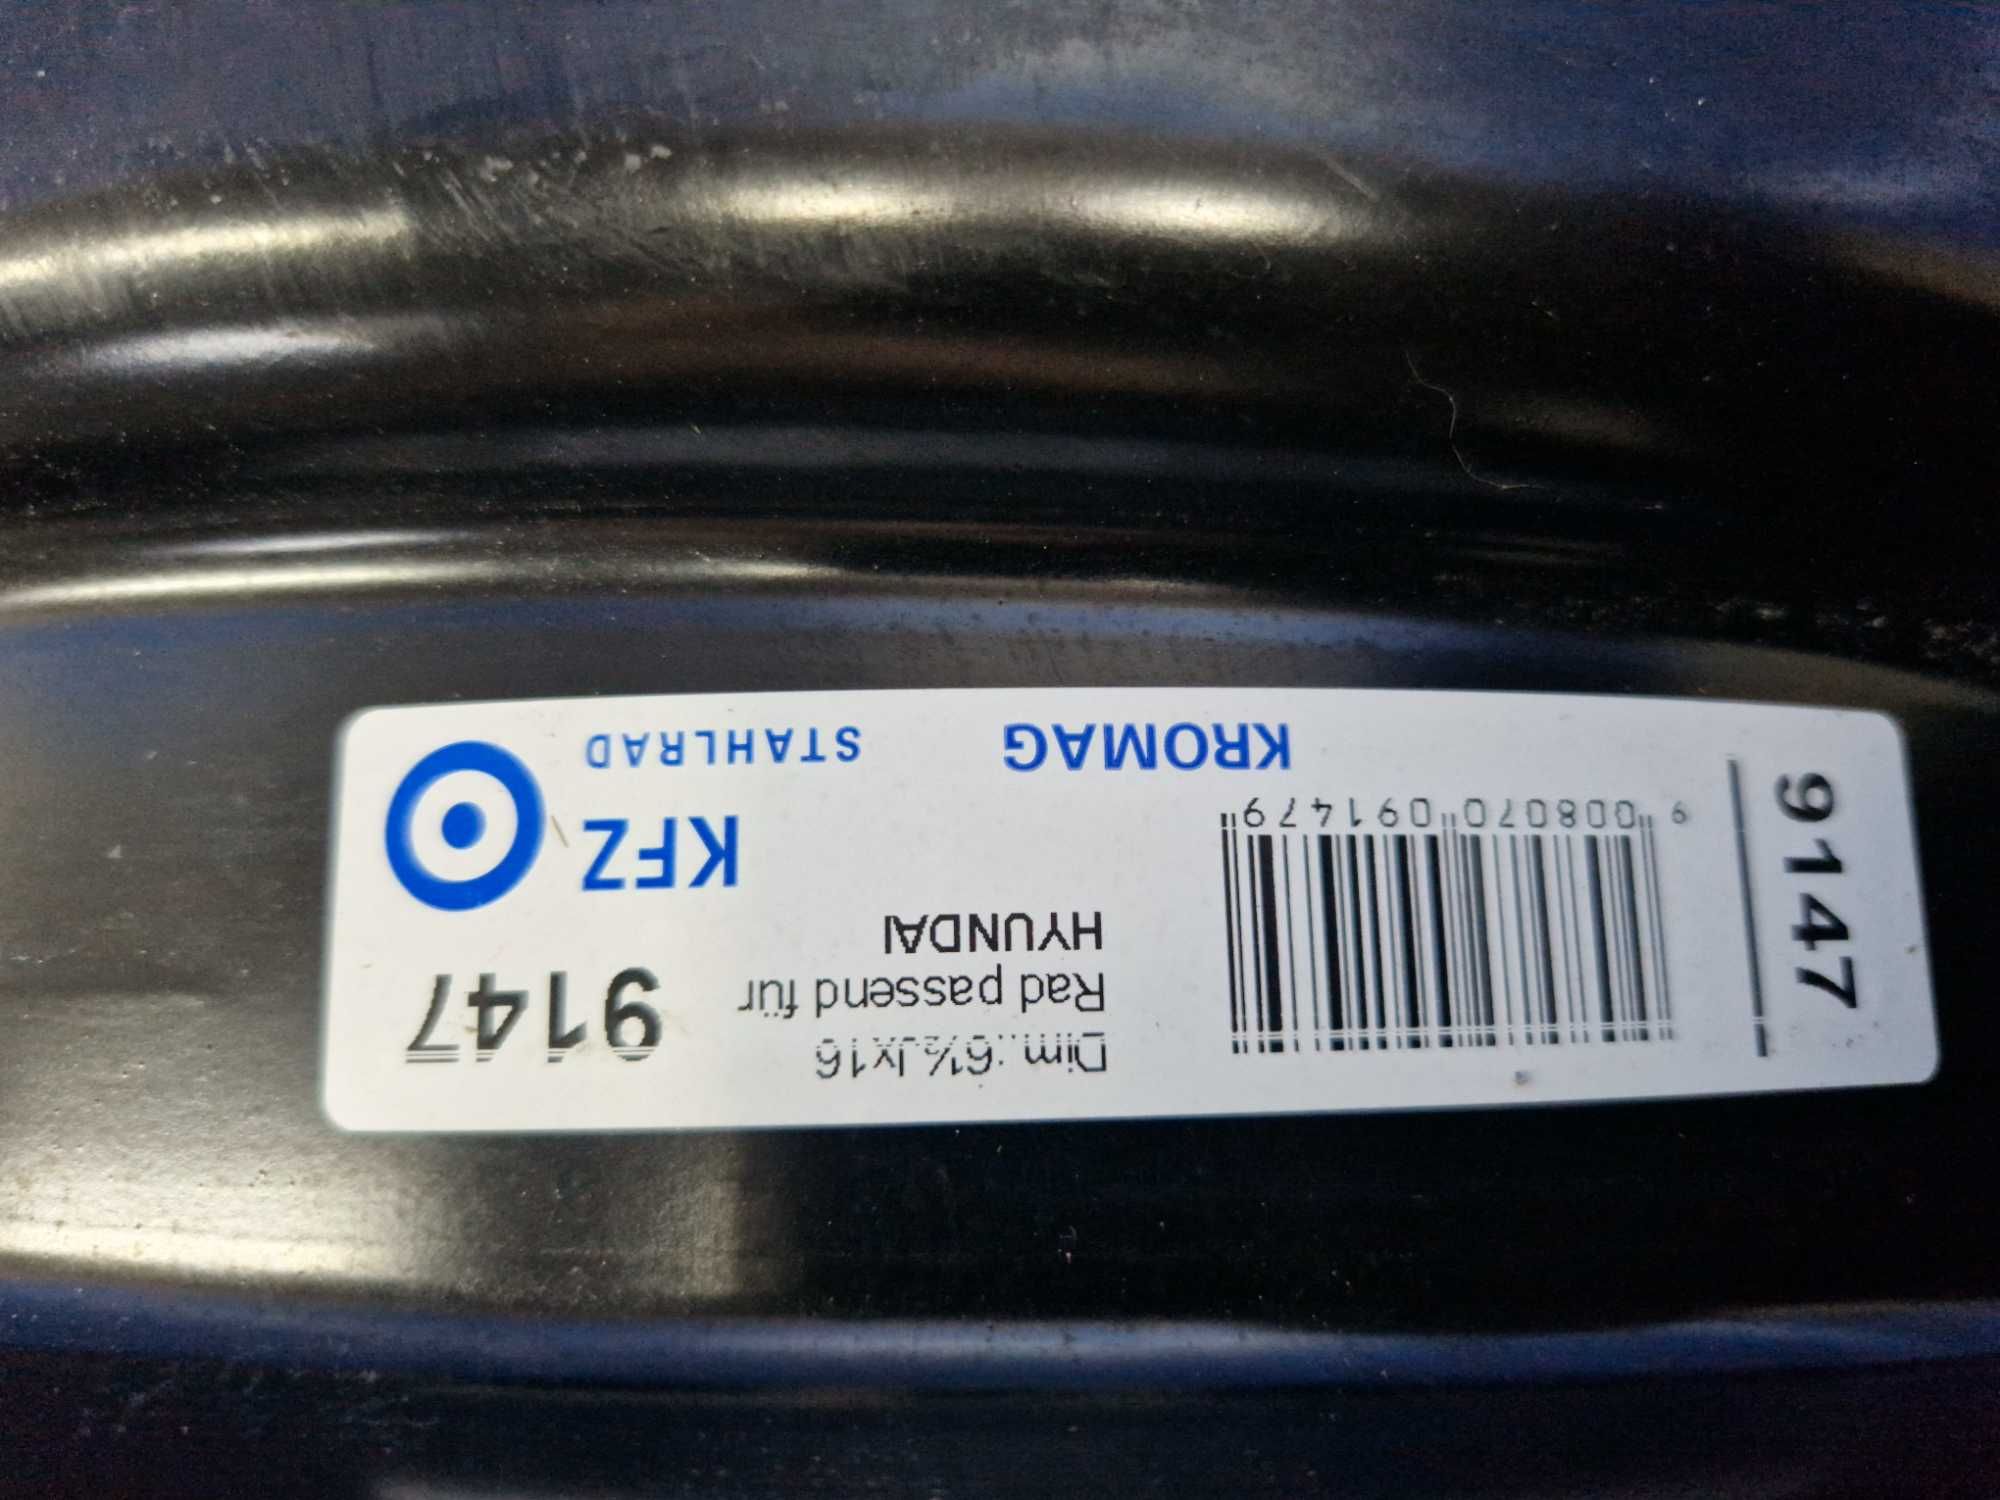 9147
Dim.:6½Jx16
Rad passend für
HYUNDAI
9147
KFZ
STAHLRAD
9 008070 091479
KROMAG